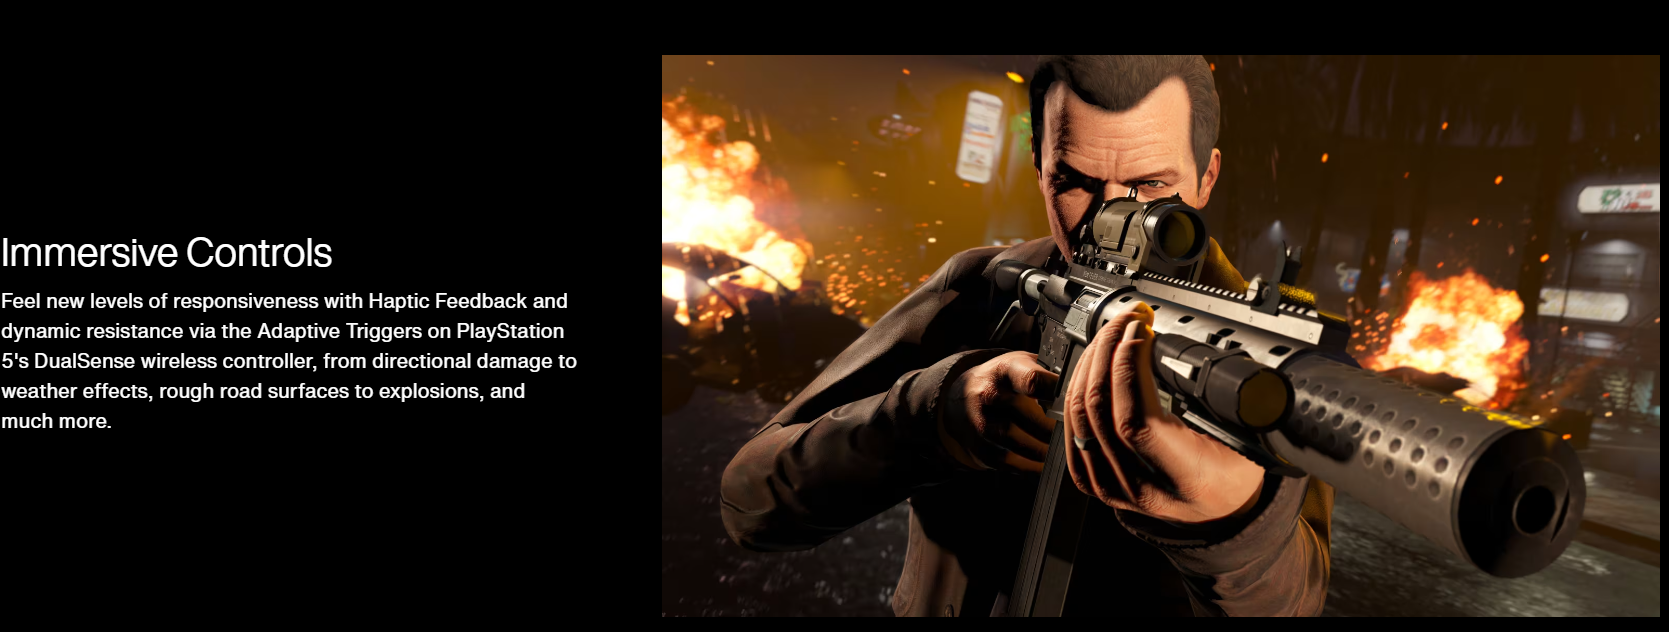 Immersive Controls
Feel new levels of responsiveness with Haptic Feedback and
dynamic resistance via the Adaptive Triggers on PlayStation
5's DualSense wireless controller, from directional damage to
weather effects, rough road surfaces to explosions, and
much more.